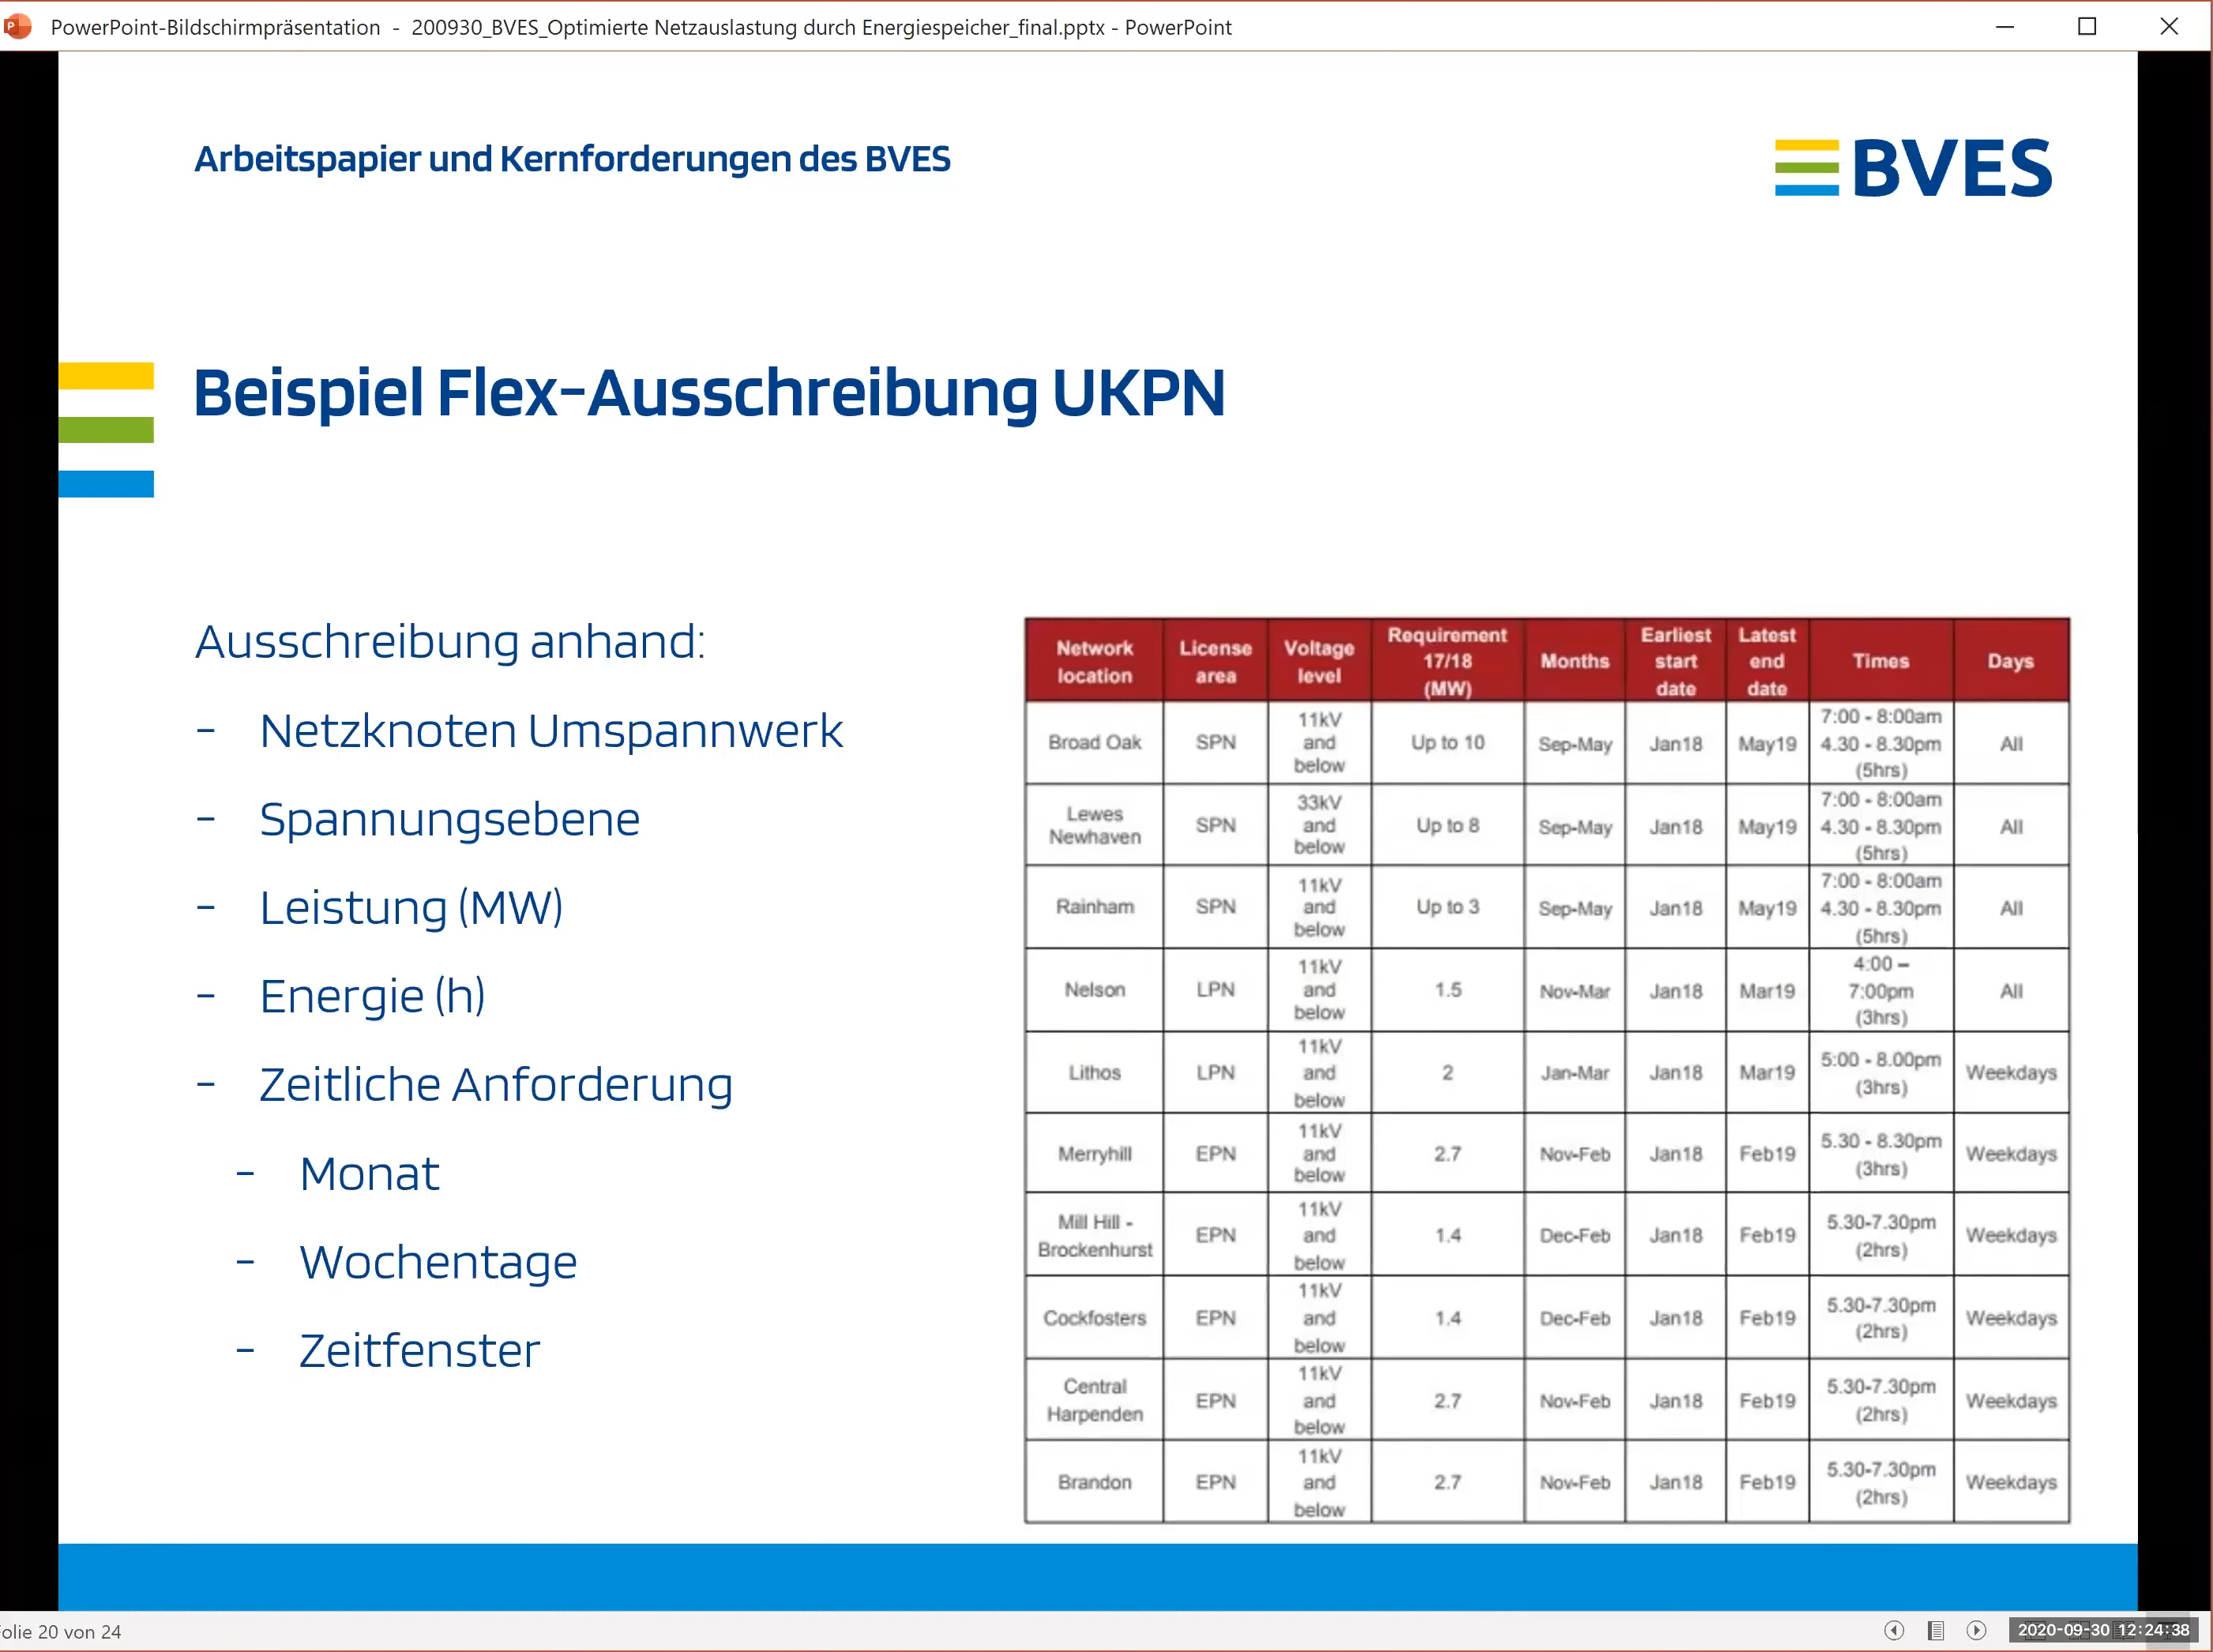 PowerPoint-Bildschirmpräsentation - 200930_BVES_Optimierte Netzauslastung durch Energiespeicher_final.pptx - PowerPoint
Arbeitspapier und Kernforderungen des BVES
BVES
Beispiel Flex-Ausschreibung UKPN
Ausschreibung anhand:
- Netzknoten Umspannwerk
- Spannungsebene
- Leistung (MW)
- Energie (h)
- Zeitliche Anforderung
- Monat
- Wochentage
- Zeitfenster
Network location License area Voltage level Requirement 17/18 (MW) Months Earliest start date Latest end date Times Days
Broad Oak SPN 11kV and below Up to 10 Sep-May Jan18 May19 7:00 - 8:00am 4.30 - 8.30pm (5hrs) All
Lewes Newhaven SPN 33kV and below Up to 8 Sep-May Jan18 May19 7:00 - 8:00am 4.30 - 8.30pm (5hrs) All
Rainham SPN 11kV and below Up to 3 Sep-May Jan18 May19 7:00 - 8:00am 4.30 - 8.30pm (5hrs) All
Nelson LPN 11kV and below 1.5 Nov-Mar Jan18 Mar19 4:00 – 7:00pm (3hrs) All
Lithos LPN 11kV and below 2 Jan-Mar Jan18 Mar19 5:00 - 8.00pm (3hrs) Weekdays
Merryhill EPN 11kV and below 2.7 Nov-Feb Jan18 Feb19 5.30 - 8.30pm (3hrs) Weekdays
Mill Hill - Brockenhurst EPN 11kV and below 1.4 Dec-Feb Jan18 Feb19 5.30-7.30pm (2hrs) Weekdays
Cockfosters EPN 11kV and below 1.4 Dec-Feb Jan18 Feb19 5.30-7.30pm (2hrs) Weekdays
Central Harpenden EPN 11kV and below 2.7 Nov-Feb Jan18 Feb19 5.30-7.30pm (2hrs) Weekdays
Brandon EPN 11kV and below 2.7 Nov-Feb Jan18 Feb19 5.30-7.30pm (2hrs) Weekdays
olie 20 von 24
2020-09-30 12:24:38